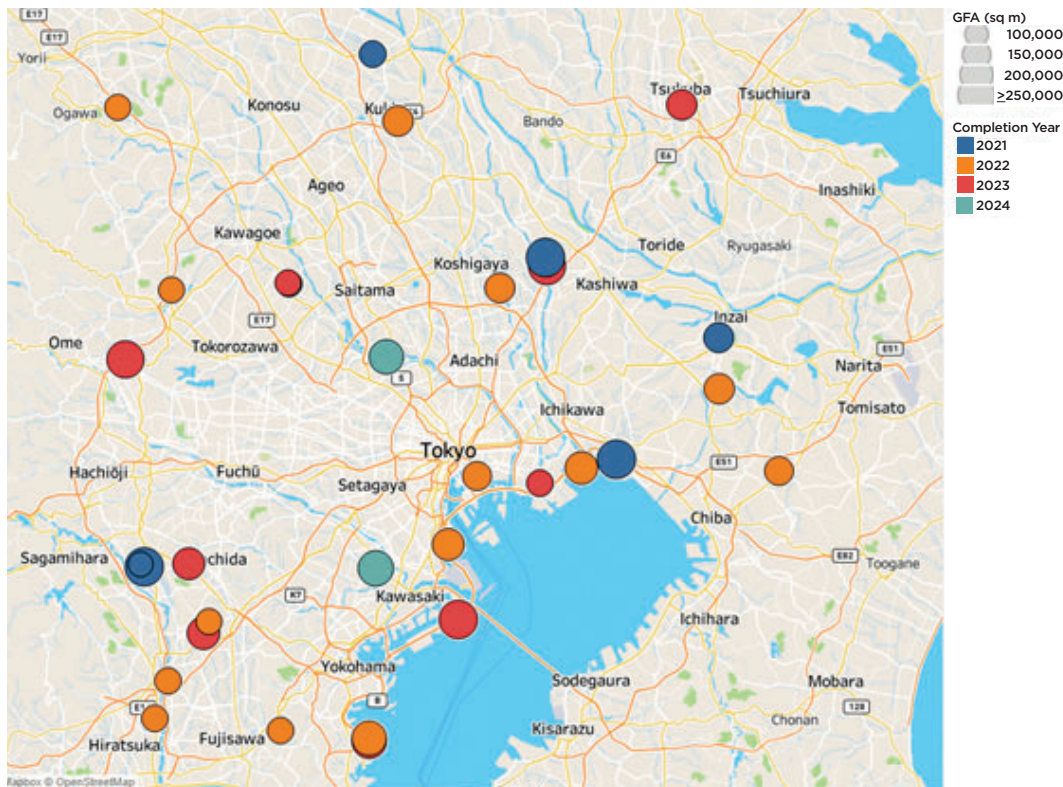 E17
GFA (sq m)
100,000
150,000
200,000
≥250,000
E17
Yorii
Tsukuba
Tsuchiura
Konosu
Ogawa
Bando
Completion Year
2021
2022
2023
2024
E6
Ageo
Inashiki
Kawagoe
Toride
Ryugasaki
Koshigaya
Kashiwa
Saitama
Inzai
E17
Ome
Tokorozawa
E51
Adachi
Narita
S
Ichikawa
Tomisato
Tokyo
E51
Hachiōji
Fuchū
Setagaya
Chiba
Sagamihara
chida
E82
Toogane
K7
Kawasaki
Ichihara
Yokohama
Sodegaura
Mobara
B
128
Chonan
Kisarazu
Fujisawa
Hiratsuka
Mapbox © OpenStreetMap